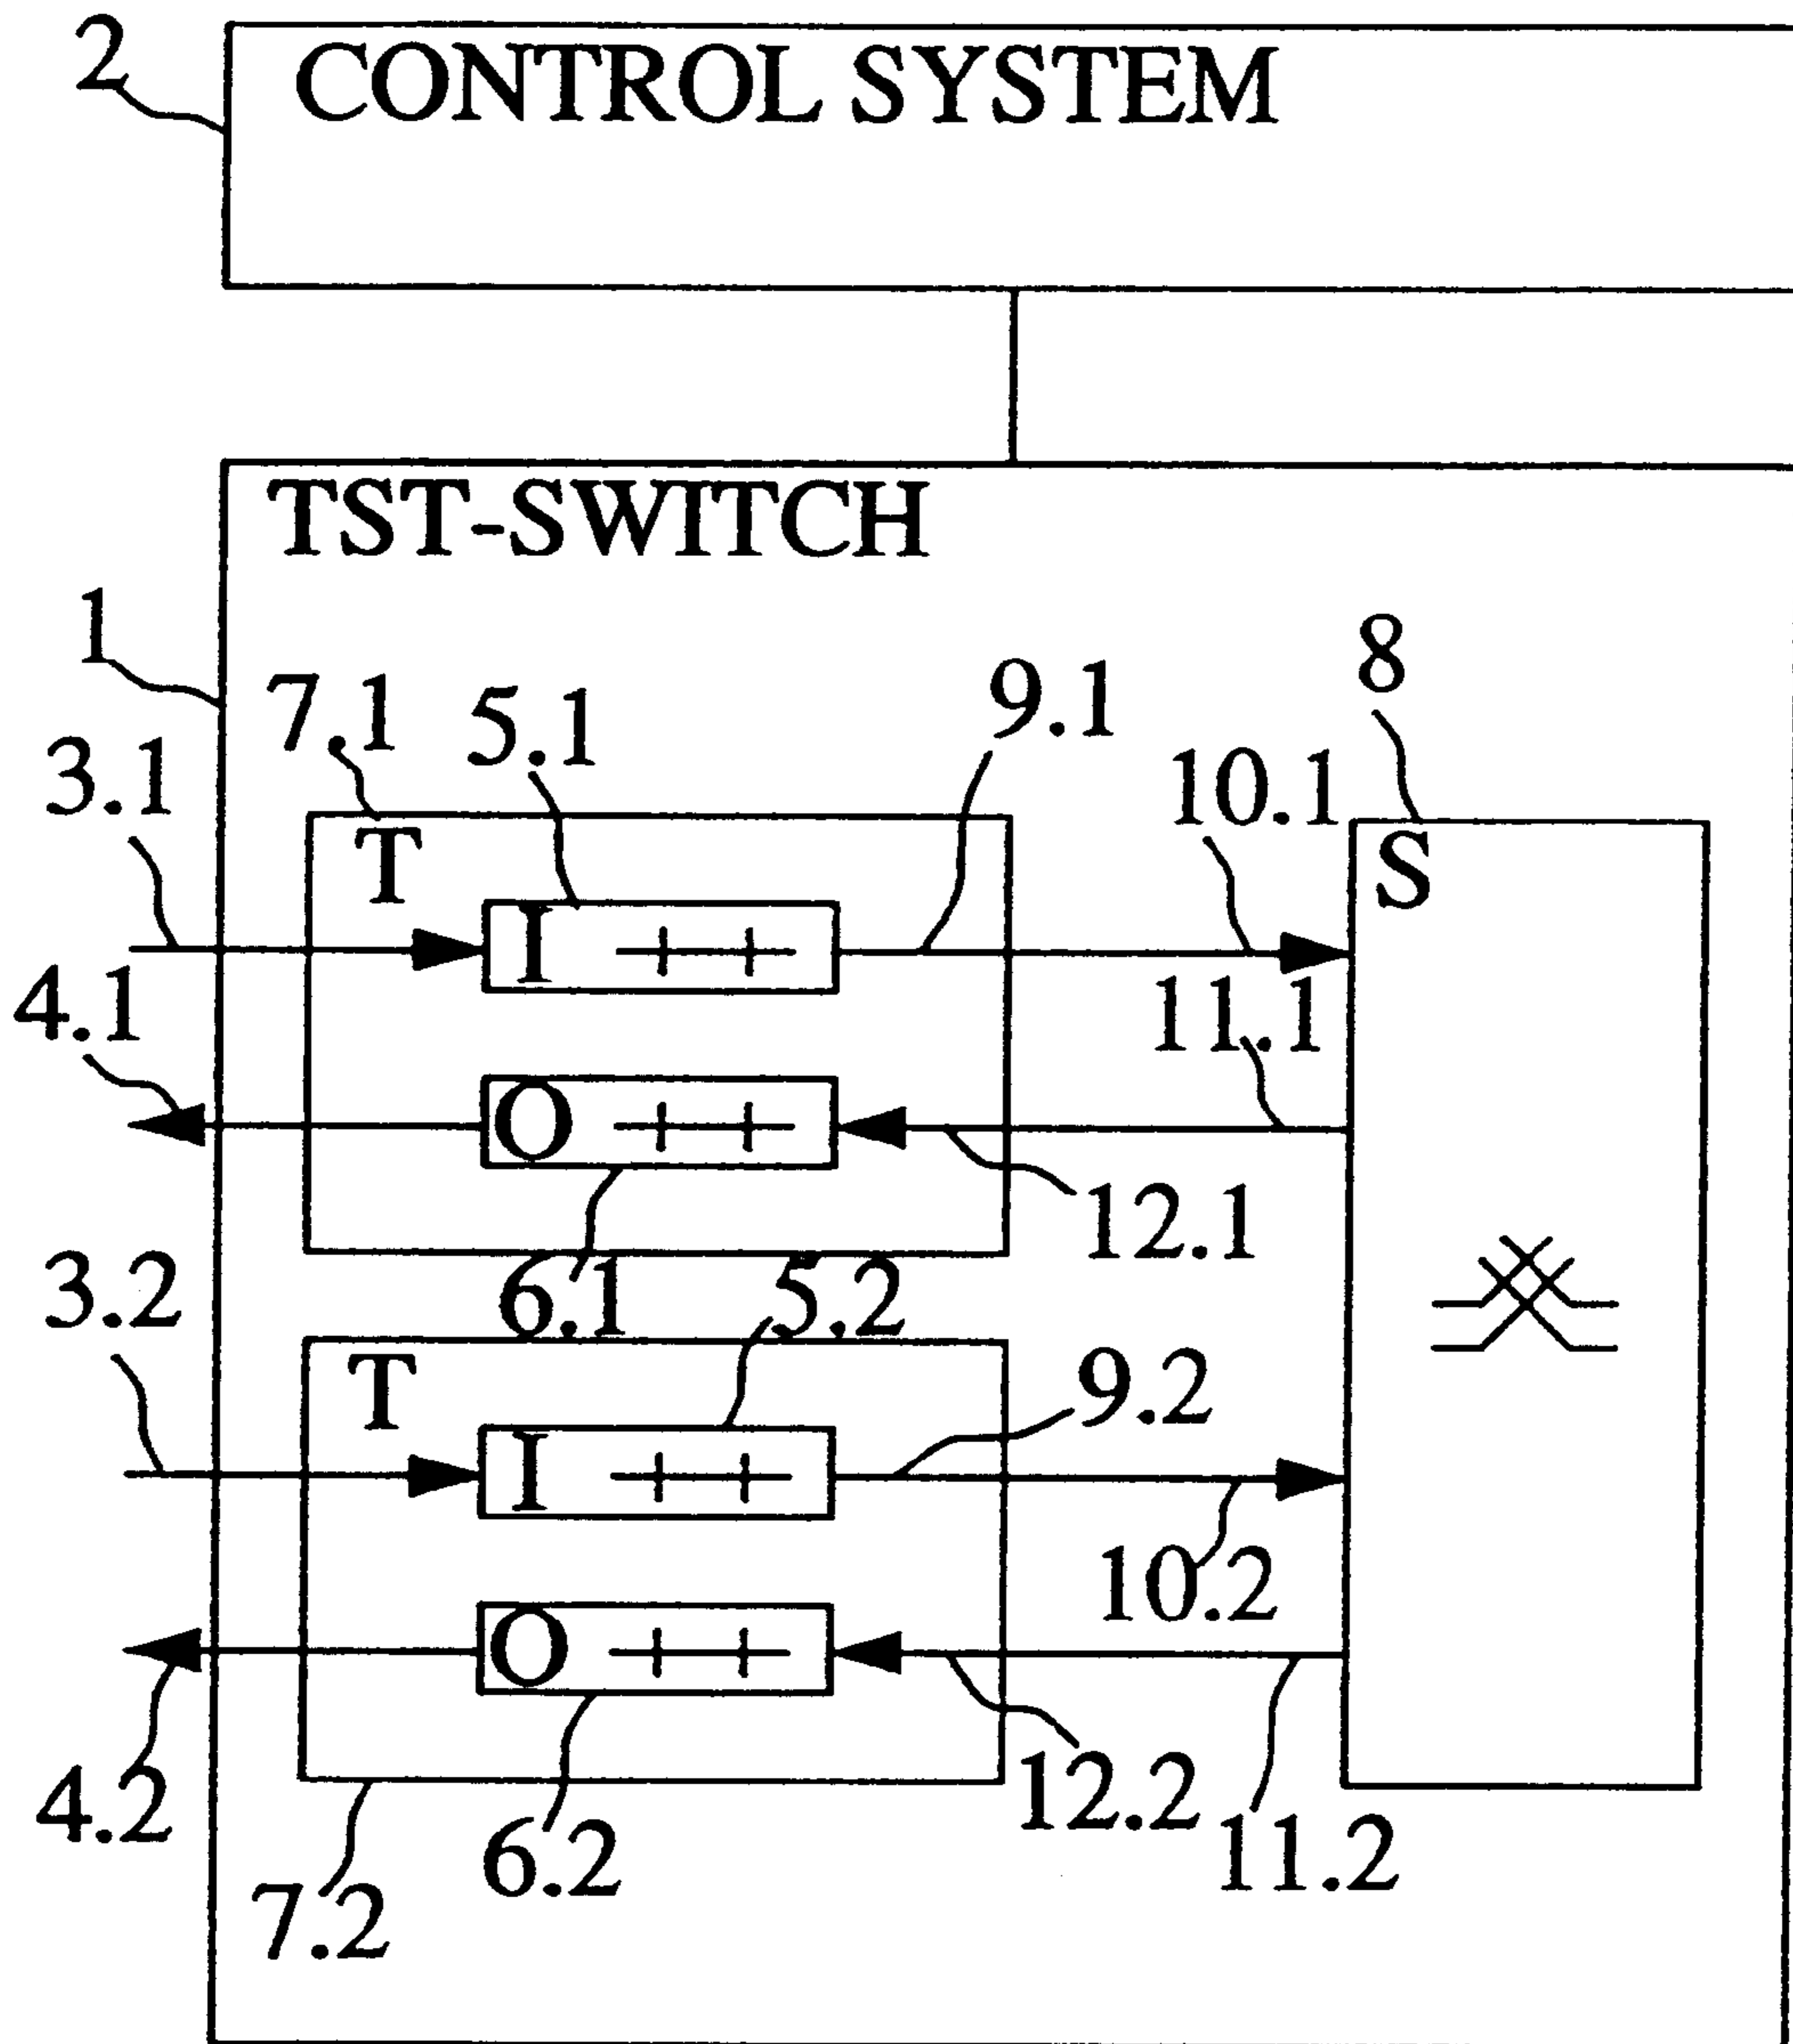 2
CONTROL SYSTEM
TST-SWITCH
1
8
7.1
5.1
9.1
3.1
10.1
T
S
I
4.1
11.1
O
12.1
3.2
6.1
5.2
T
9.2
I
10.2
O
4.2
12.2
11.2
6.2
7.2